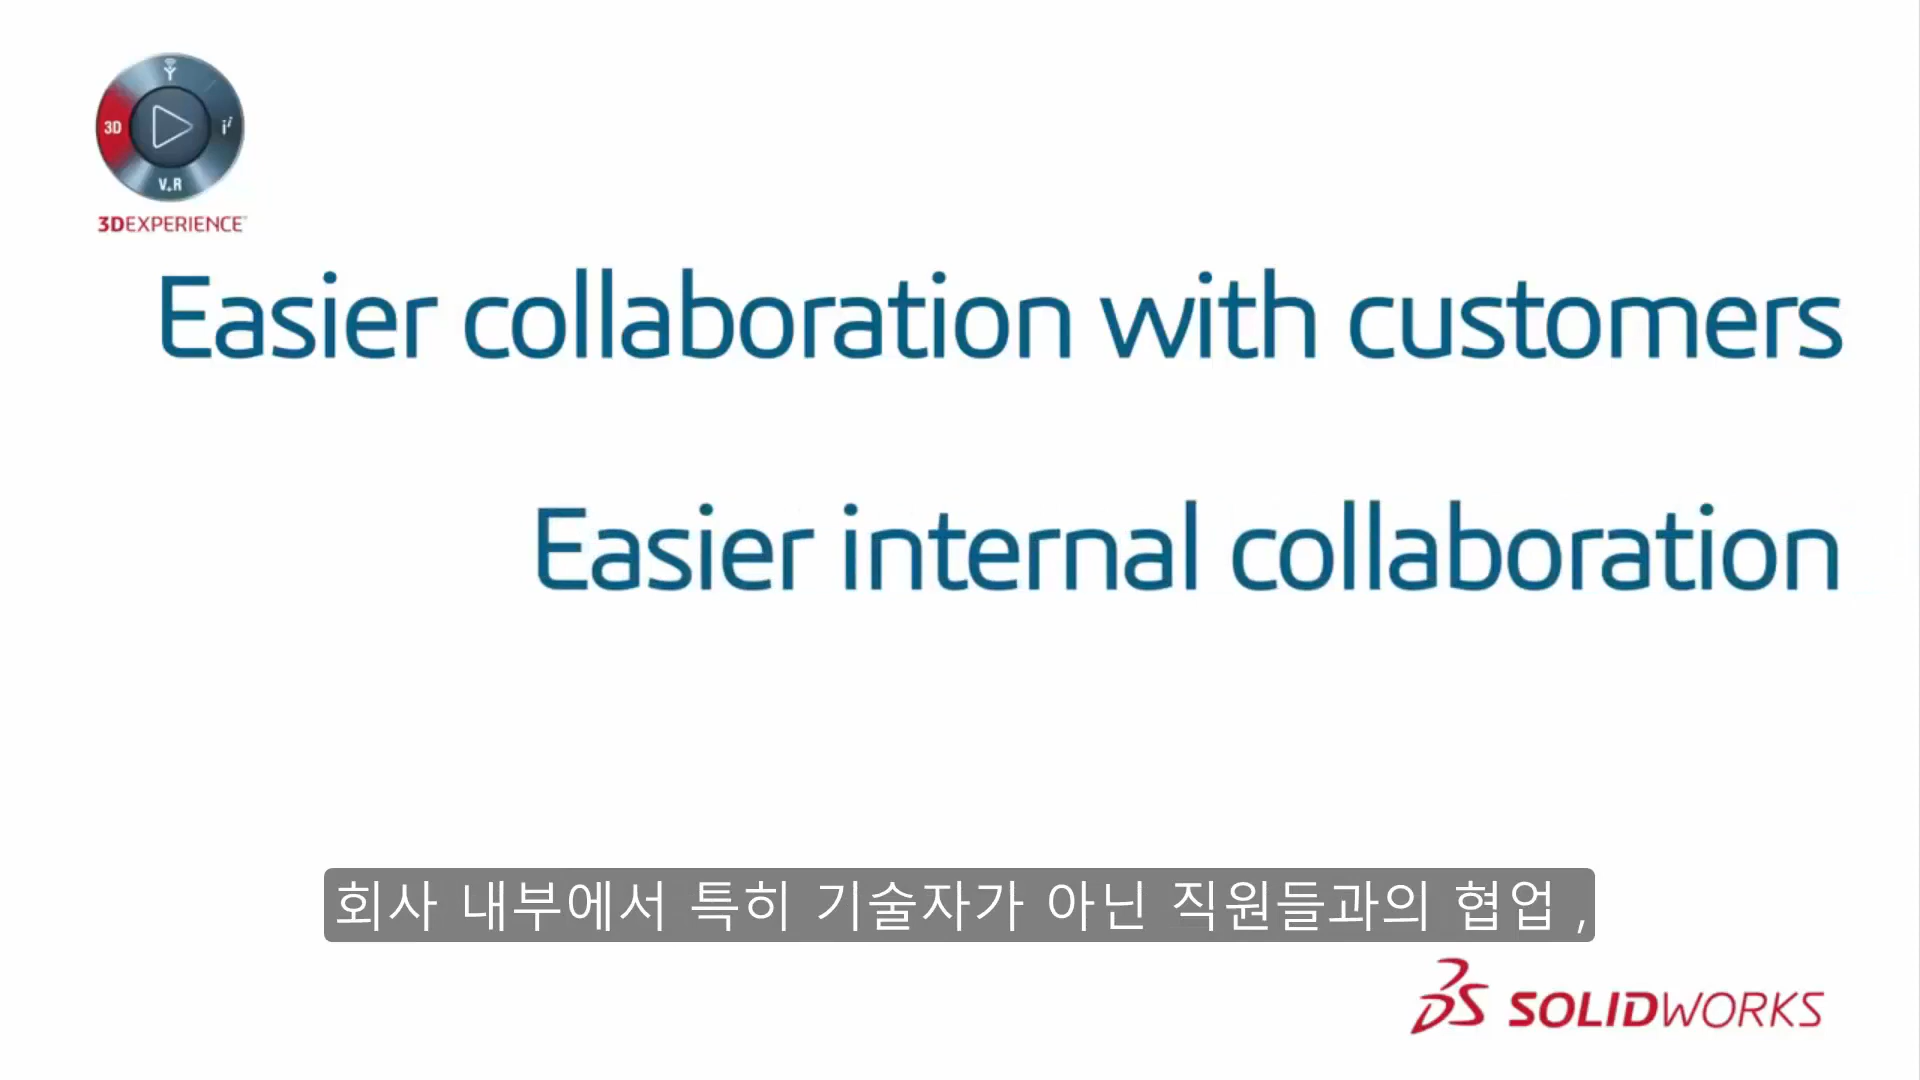 3D
V.R
3DEXPERIENCE
Easier collaboration with customers
Easier internal collaboration
회사 내부에서 특히 기술자가 아닌 직원들과의 협업 ,
SOLIDWORKS